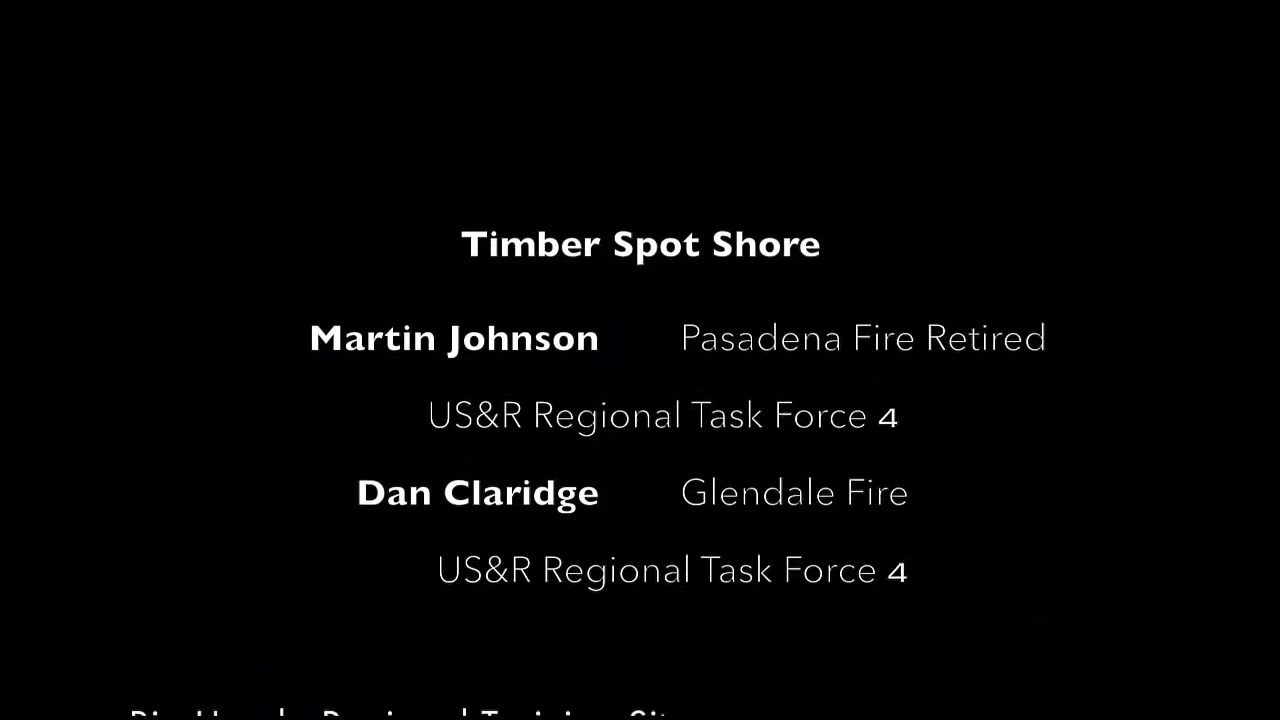 Timber Spot Shore
Martin Johnson Pasadena Fire Retired
US&R Regional Task Force 4
Dan Claridge Glendale Fire
US&R Regional Task Force 4